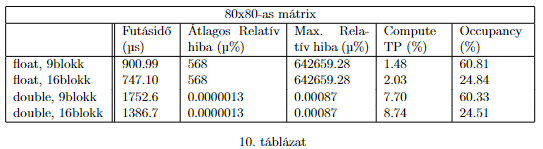 80x80-as mátrix
Futásidő (µs) Átlagos Relatív hiba (µ%) Max. Relatív hiba (µ%) Compute TP (%) Occupancy (%)
float, 9blokk 900.99 568 642659.28 1.48 60.81
float, 16blokk 747.10 568 642659.28 2.03 24.84
double, 9blokk 1752.6 0.0000013 0.00087 7.70 60.33
double, 16blokk 1386.7 0.0000013 0.00087 8.74 24.51
10. táblázat